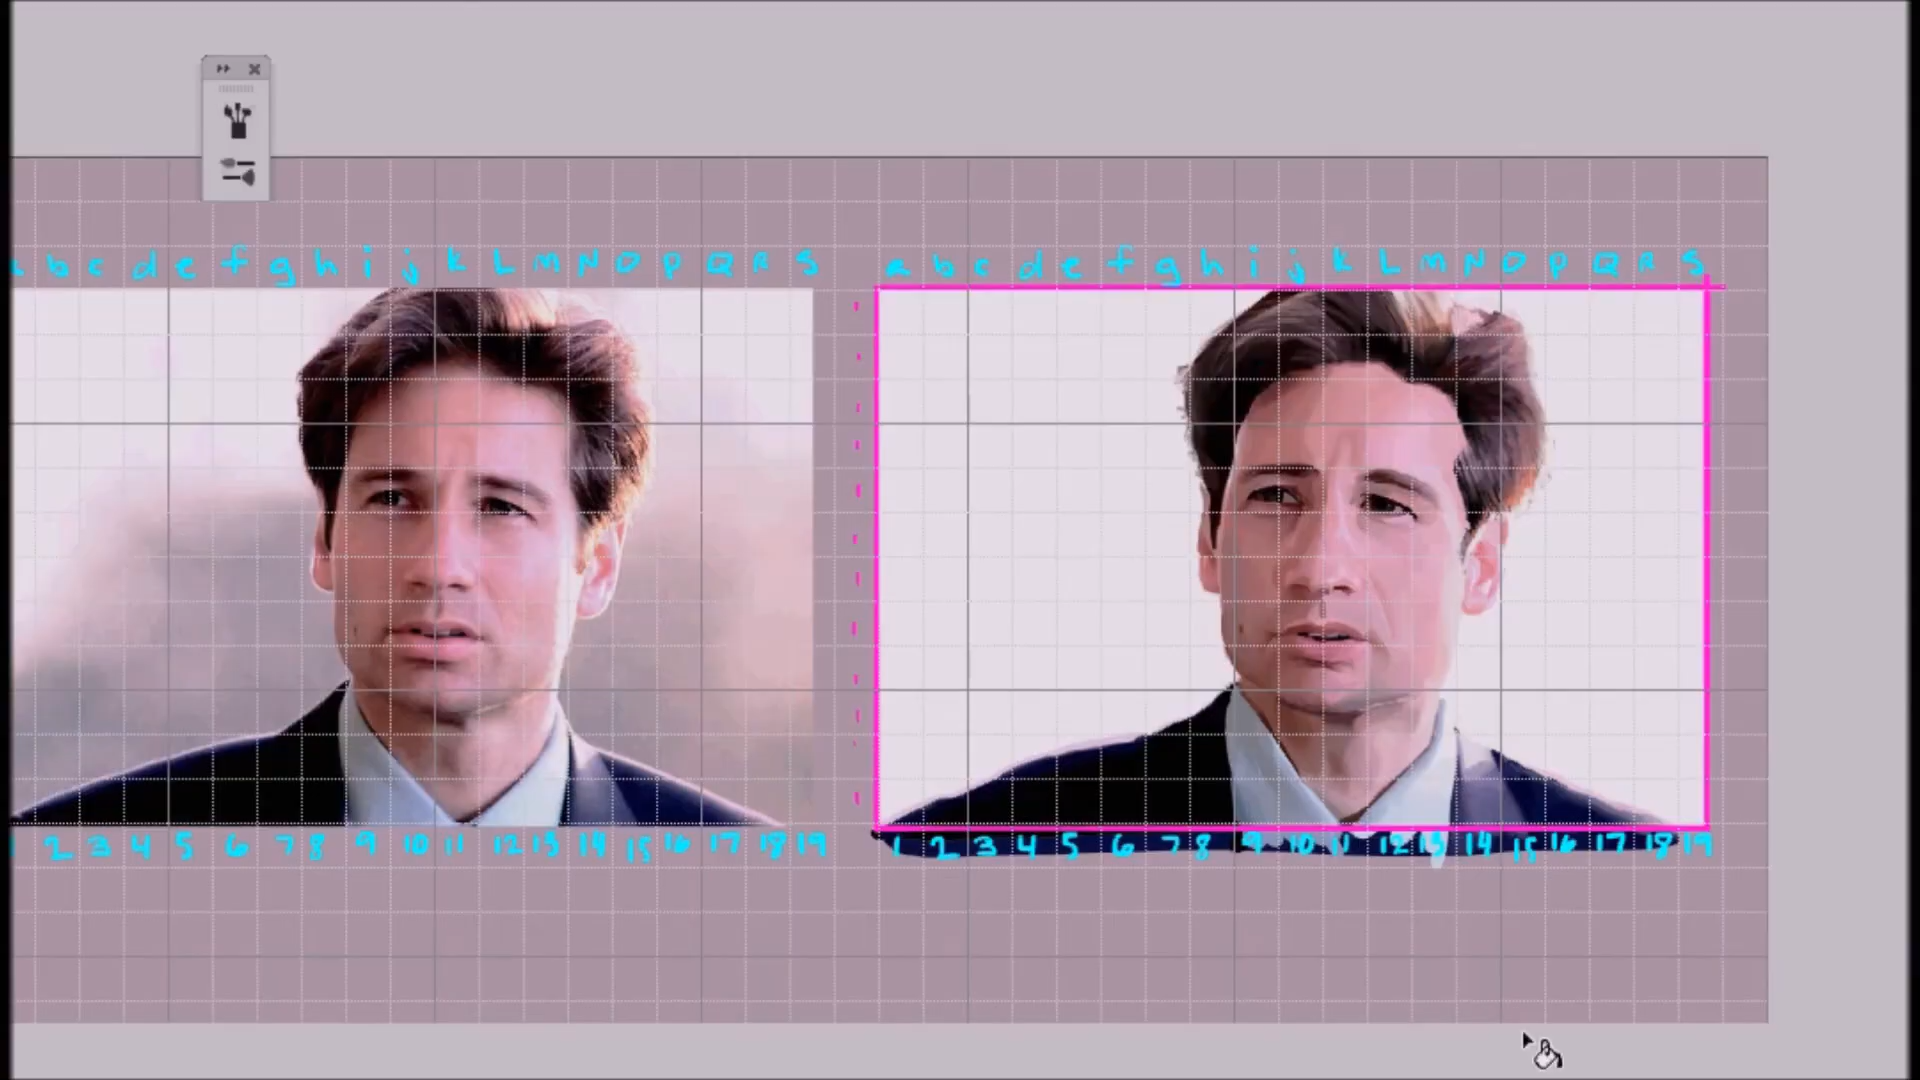 b c d e f g h i j k L m N O P Q R S
a b c d e f g h i j k L m N O P Q R S
2 3 4 5 6 7 8 9 10 11 12 13 14 15 16 17 18 19
1 2 3 4 5 6 7 8 9 10 11 12 13 14 15 16 17 18 19